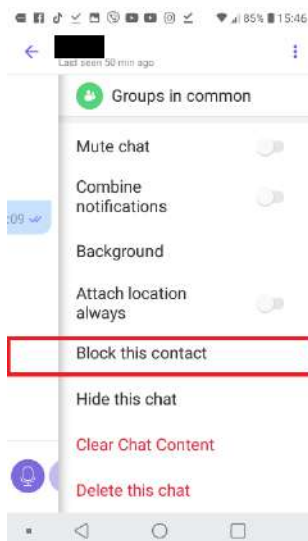 85% 15:46
Last seen 50 min ago
Groups in common
Mute chat
Combine
notifications
:09
Background
Attach location
always
Block this contact
Hide this chat
Clear Chat Content
Delete this chat